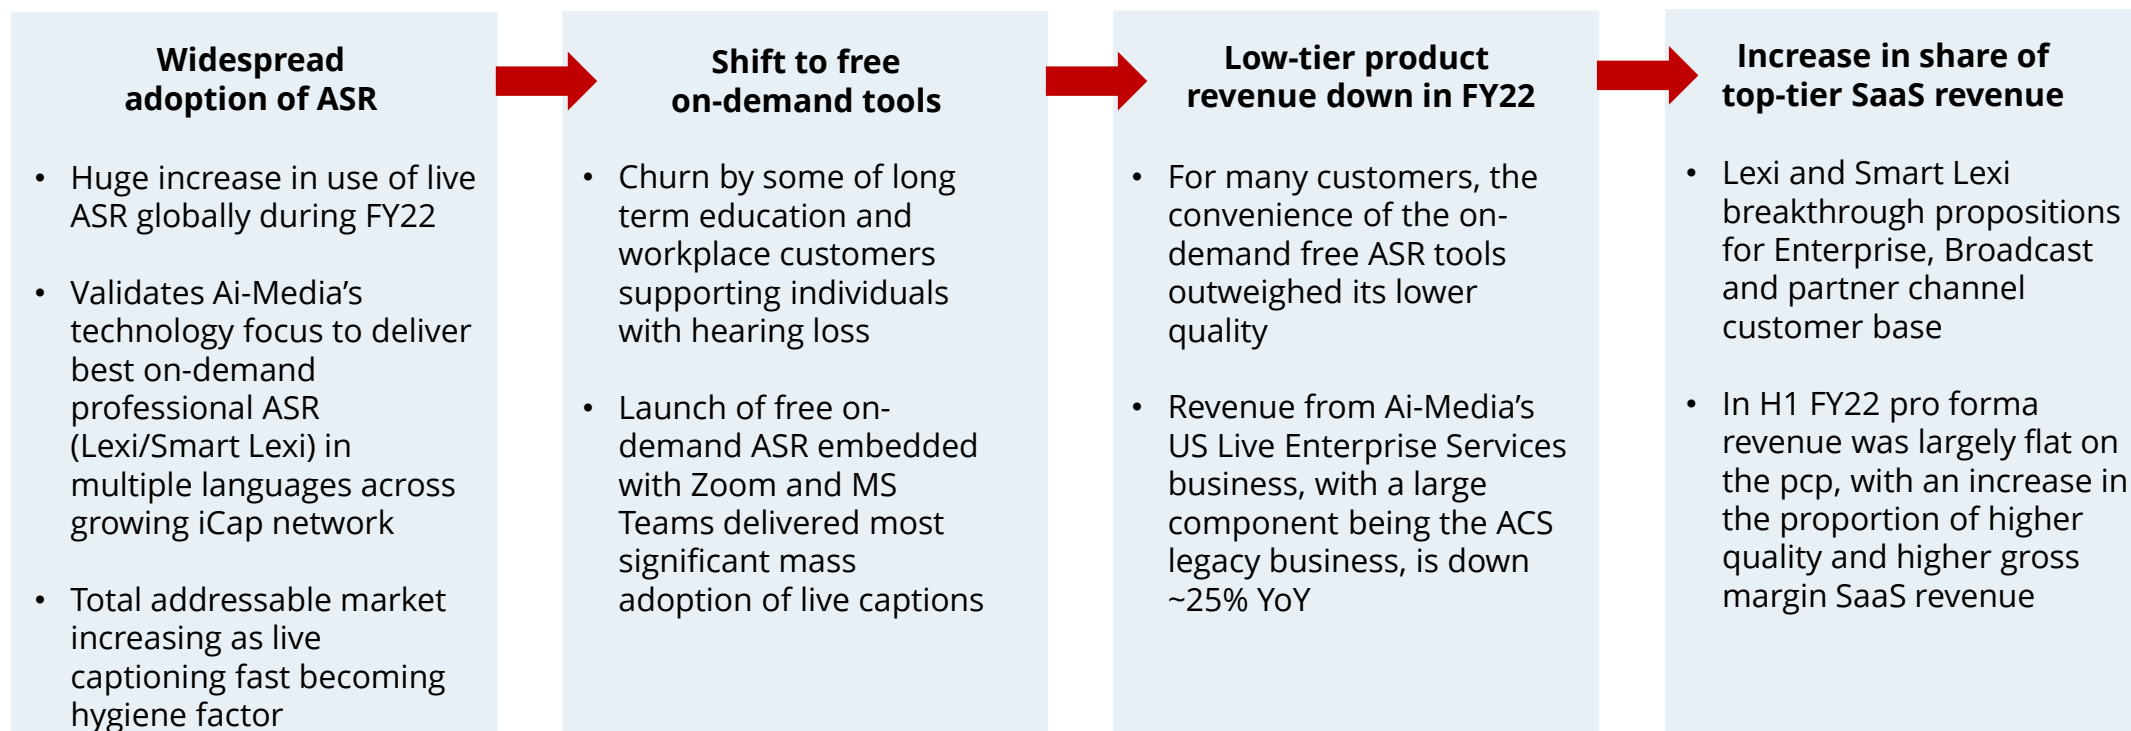 Widespread
adoption of ASR
• Huge increase in use of live
ASR globally during FY22
• Validates Ai-Media’s
technology focus to deliver
best on-demand
professional ASR
(Lexi/Smart Lexi) in
multiple languages across
growing iCap network
• Total addressable market
increasing as live
captioning fast becoming
hygiene factor
Shift to free
on-demand tools
• Churn by some of long
term education and
workplace customers
supporting individuals
with hearing loss
• Launch of free on-
demand ASR embedded
with Zoom and MS
Teams delivered most
significant mass
adoption of live captions
Low-tier product
revenue down in FY22
• For many customers, the
convenience of the on-
demand free ASR tools
outweighed its lower
quality
• Revenue from Ai-Media’s
US Live Enterprise Services
business, with a large
component being the ACS
legacy business, is down
~25% YoY
Increase in share of
top-tier SaaS revenue
• Lexi and Smart Lexi
breakthrough propositions
for Enterprise, Broadcast
and partner channel
customer base
• In H1 FY22 pro forma
revenue was largely flat on
the pcp, with an increase in
the proportion of higher
quality and higher gross
margin SaaS revenue